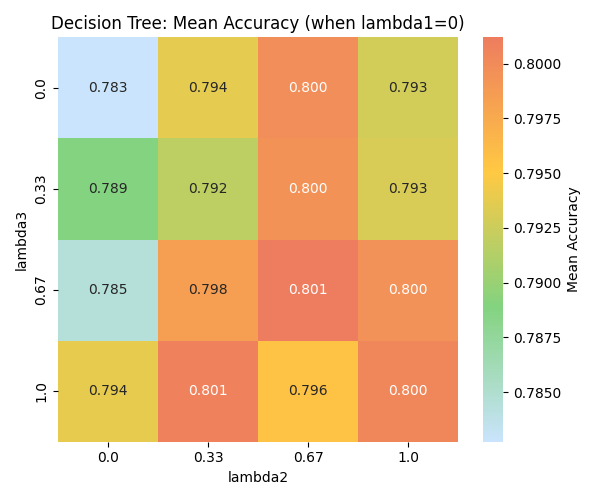 Decision Tree: Mean Accuracy (when lambda1=0)
0.0 0.783 0.794 0.800 0.793
0.33 0.789 0.792 0.800 0.793
0.67 0.785 0.798 0.801 0.800
1.0 0.794 0.801 0.796 0.800
0.0 0.33 0.67 1.0
lambda2
lambda3
0.8000
0.7975
0.7950
0.7925
0.7900
0.7875
0.7850
Mean Accuracy